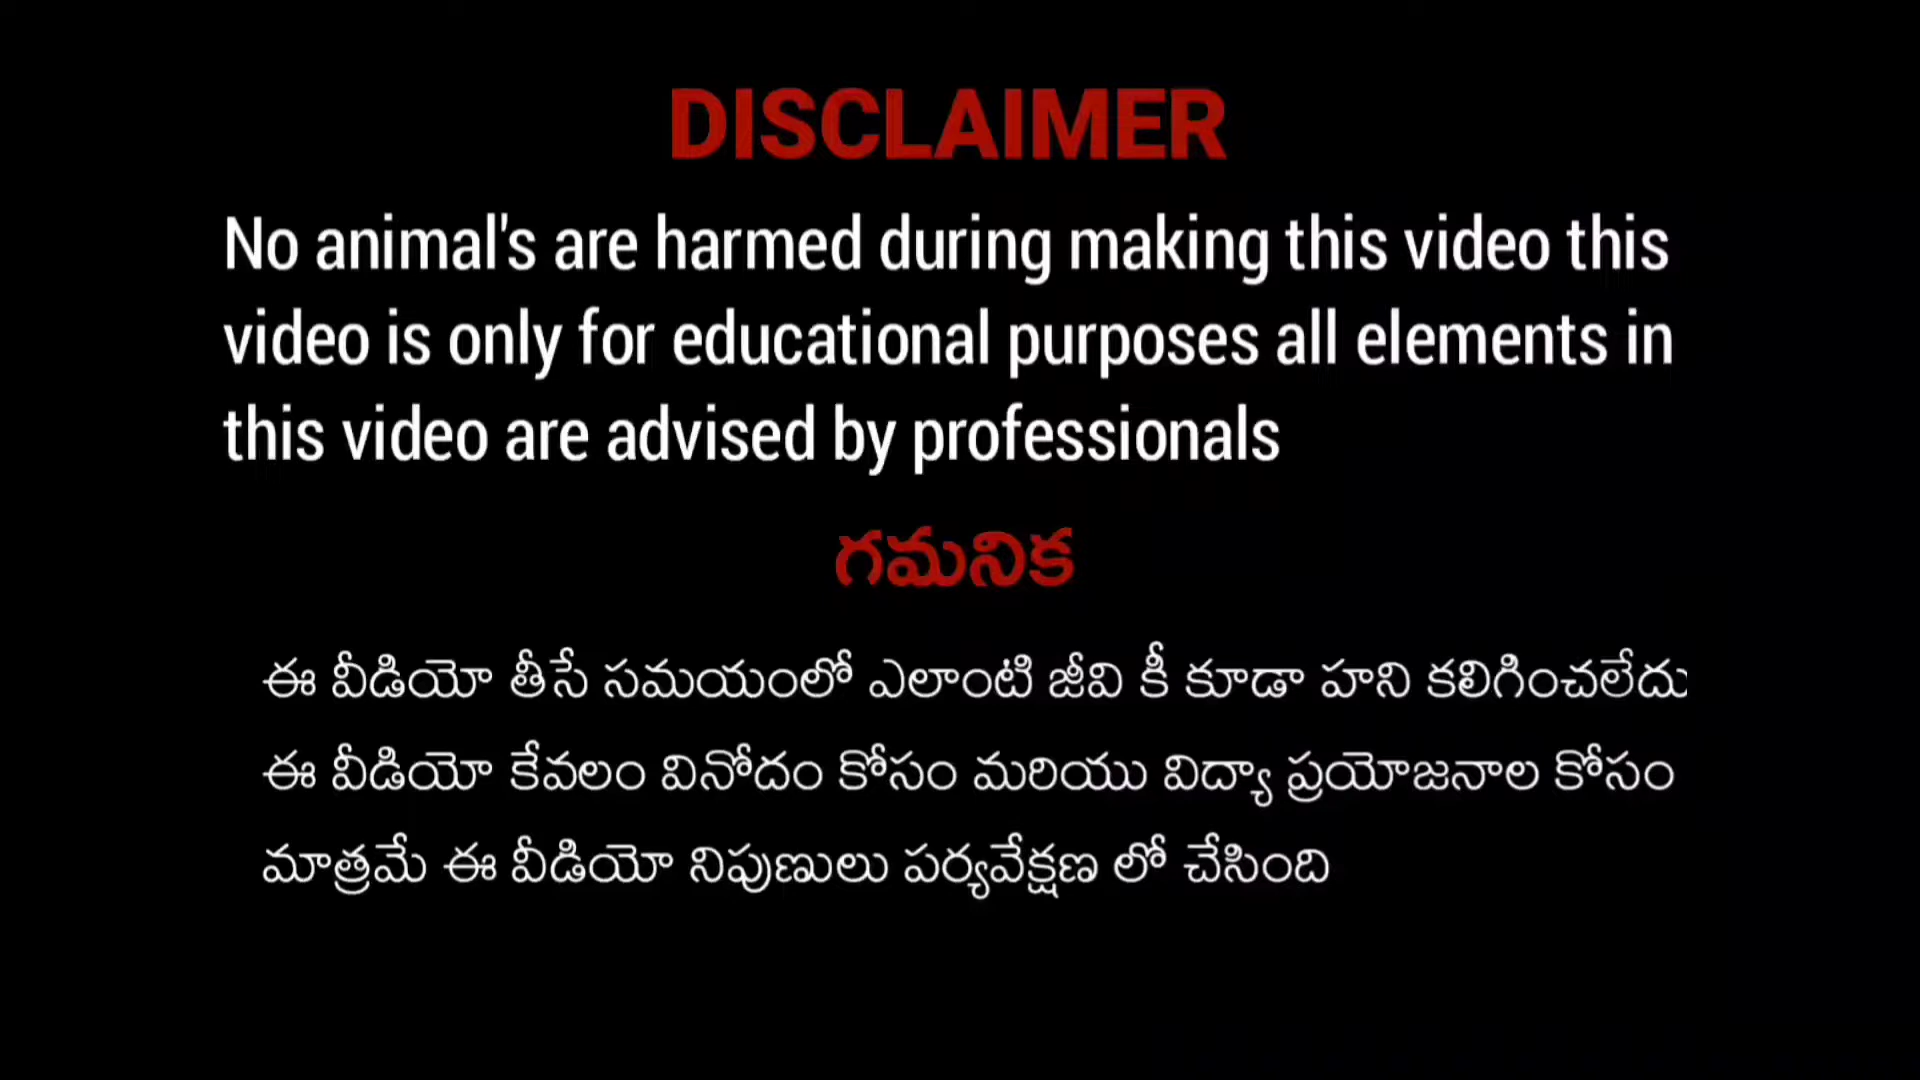 DISCLAIMER
No animal's are harmed during making this video this
video is only for educational purposes all elements in
this video are advised by professionals
గమనిక
ఈ వీడియో తీసే సమయంలో ఎలాంటి జీవి కీ కూడా హని కలిగించలేదు
ఈ వీడియో కేవలం వినోదం కోసం మరియు విద్యా ప్రయోజనాల కోసం
మాత్రమే ఈ వీడియో నిపుణులు పర్యవేక్షణ లో చేసింది